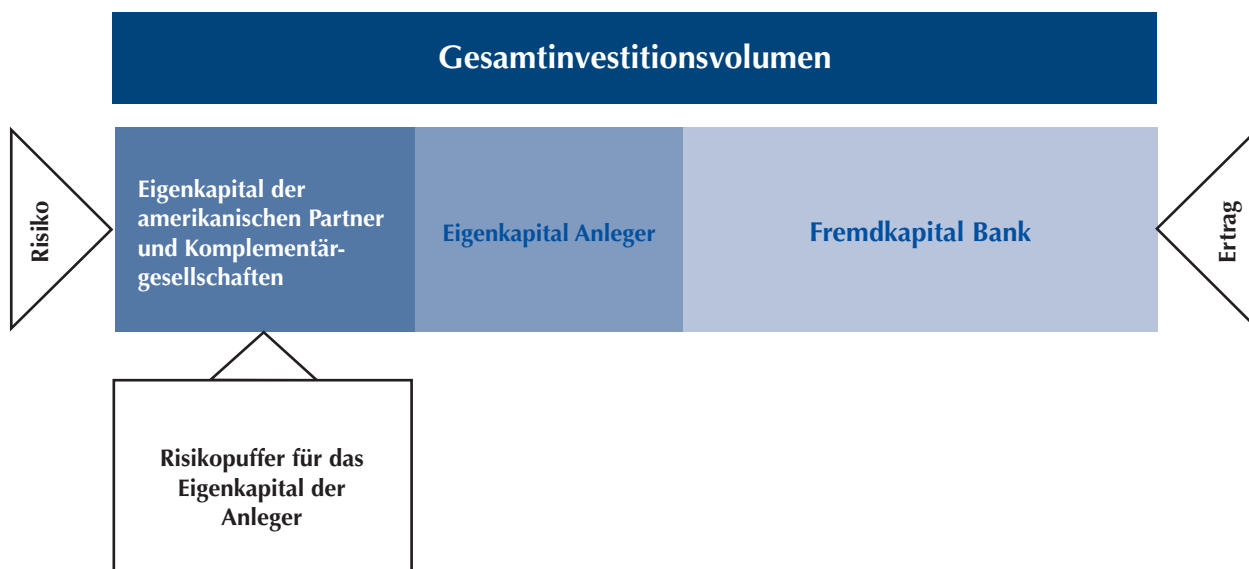 Gesamtinvestitionsvolumen
Risiko
Eigenkapital der
amerikanischen Partner
und Komplementär-
gesellschaften
Eigenkapital Anleger
Fremdkapital Bank
Ertrag
Risikopuffer für das
Eigenkapital der
Anleger